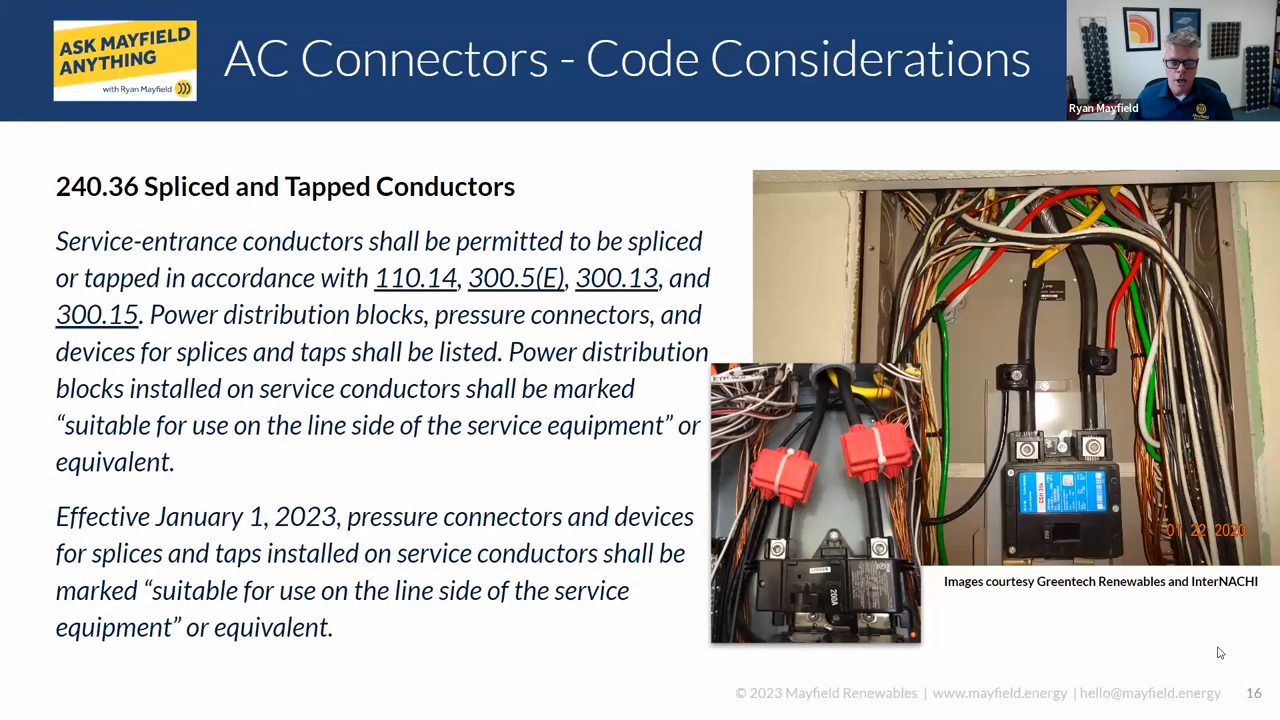 ASK MAYFIELD
ANYTHING
with Ryan Mayfield
AC Connectors - Code Considerations
Ryan Mayfield
240.36 Spliced and Tapped Conductors
Service-entrance conductors shall be permitted to be spliced
or tapped in accordance with 110.14, 300.5(E), 300.13, and
300.15. Power distribution blocks, pressure connectors, and
devices for splices and taps shall be listed. Power distribution
blocks installed on service conductors shall be marked
“suitable for use on the line side of the service equipment” or
equivalent.
Effective January 1, 2023, pressure connectors and devices
for splices and taps installed on service conductors shall be
marked “suitable for use on the line side of the service
equipment” or equivalent.
200A
01 22 2020
Images courtesy Greentech Renewables and InterNACHI
© 2023 Mayfield Renewables | www.mayfield.energy | hello@mayfield.energy
16